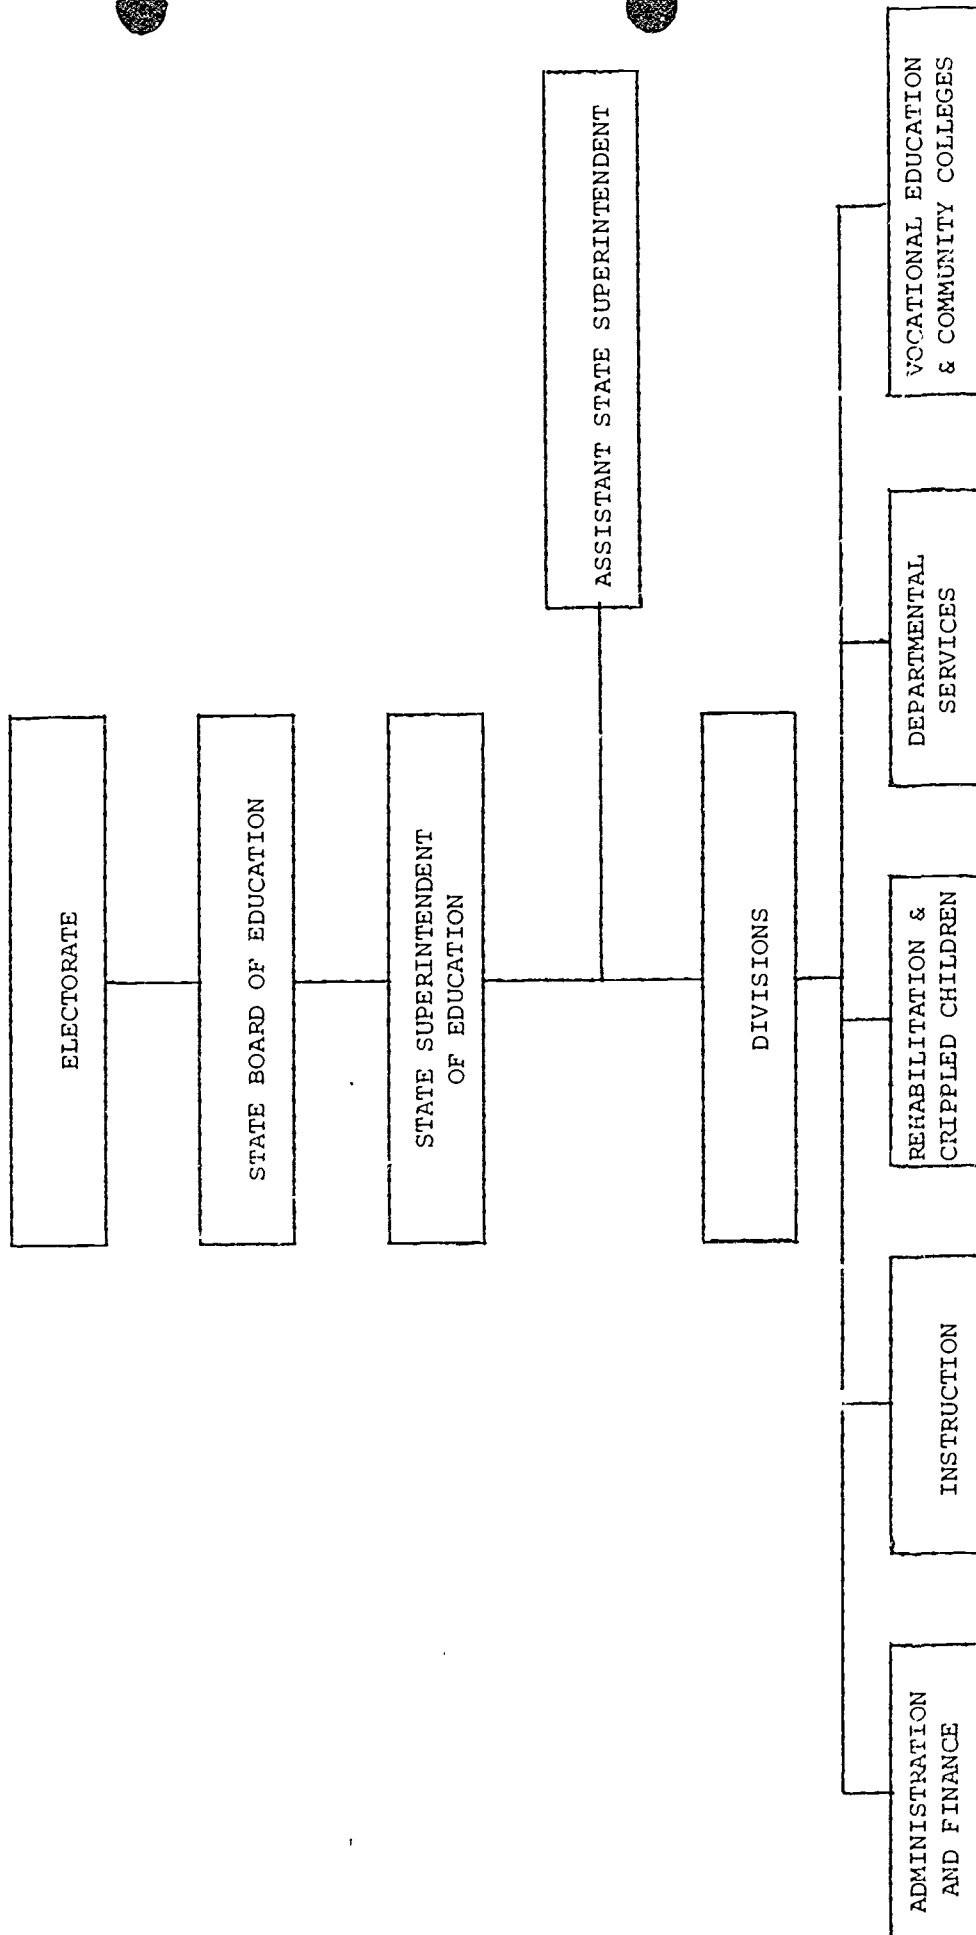 ELECTORATE
STATE BOARD OF EDUCATION
STATE SUPERINTENDENT
OF EDUCATION
ASSISTANT STATE SUPERINTENDENT
DIVISIONS
ADMINISTRATION
AND FINANCE
INSTRUCTION
REHABILITATION &
CRIPPLED CHILDREN
DEPARTMENTAL
SERVICES
VOCATIONAL EDUCATION
& COMMUNITY COLLEGES